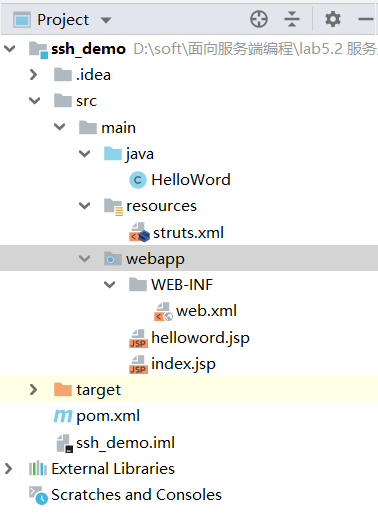 Project
ssh_demo D:\soft\面向服务端编程\lab5.2 服务
.idea
src
main
java
C HelloWord
resources
struts.xml
webapp
WEB-INF
web.xml
JSP helloword.jsp
JSP index.jsp
target
m pom.xml
ssh_demo.iml
External Libraries
Scratches and Consoles